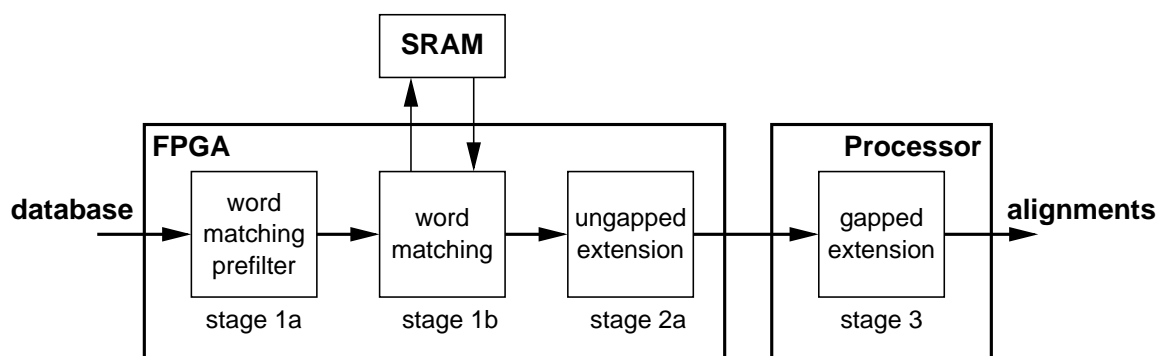 SRAM
FPGA
Processor
database
word
matching
prefilter
word
matching
ungapped
extension
gapped
extension
alignments
stage 1a
stage 1b
stage 2a
stage 3